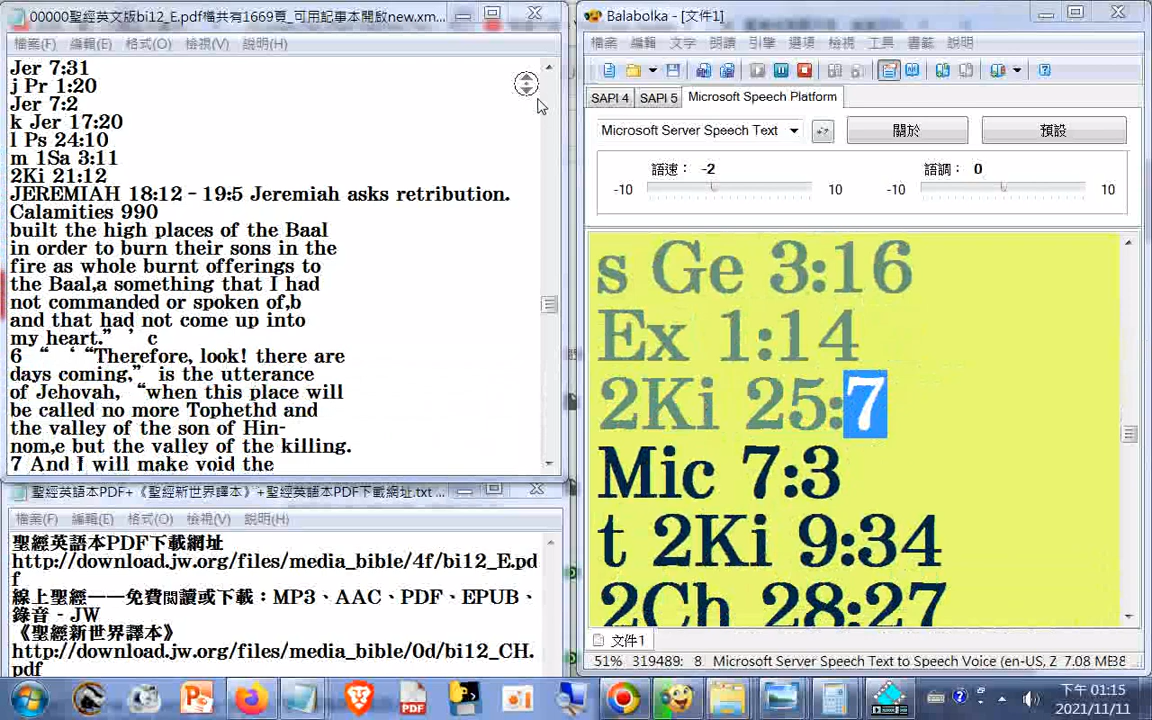 00000聖經英文版bi12_E.pdf檔共有1669頁_可用記事本開啟new.xm...
檔案(F) 編輯(E) 格式(O) 檢視(V) 說明(H)
Jer 7:31
j Pr 1:20
Jer 7:2
k Jer 17:20
l Ps 24:10
m 1Sa 3:11
2Ki 21:12
JEREMIAH 18:12–19:5 Jeremiah asks retribution.
Calamities 990
built the high places of the Baal
in order to burn their sons in the
fire as whole burnt offerings to
the Baal,a something that I had
not commanded or spoken of,b
and that had not come up into
my heart.” ’ c
6 “ ‘ “Therefore, look! there are
days coming,” is the utterance
of Jehovah, “when this place will
be called no more Tophethd and
the valley of the son of Hin-
nom,e but the valley of the killing.
7 And I will make void the
聖經英語本PDF+《聖經新世界譯本》+聖經英語本PDF下載網址.txt ...
檔案(F) 編輯(E) 格式(O) 檢視(V) 說明(H)
聖經英語本PDF下載網址
http://download.jw.org/files/media_bible/4f/bi12_E.pd
f
線上聖經——免費閱讀或下載：MP3、AAC、PDF、EPUB、
錄音 - JW
《聖經新世界譯本》
http://download.jw.org/files/media_bible/0d/bi12_CH.
pdf
Balabolka - [文件1]
檔案 編輯 文字 朗讀 引擎 選項 檢視 工具 書籤 說明
SAPI 4 SAPI 5 Microsoft Speech Platform
Microsoft Server Speech Text 關於 預設
語速： -2 語調： 0
-10 10 -10 10
s Ge 3:16
Ex 1:14
2Ki 25:7
Mic 7:3
t 2Ki 9:34
2Ch 28:27
文件1
51% 319489: 8 Microsoft Server Speech Text to Speech Voice (en-US, Z 7.08 MB
下午 01:15
2021/11/11